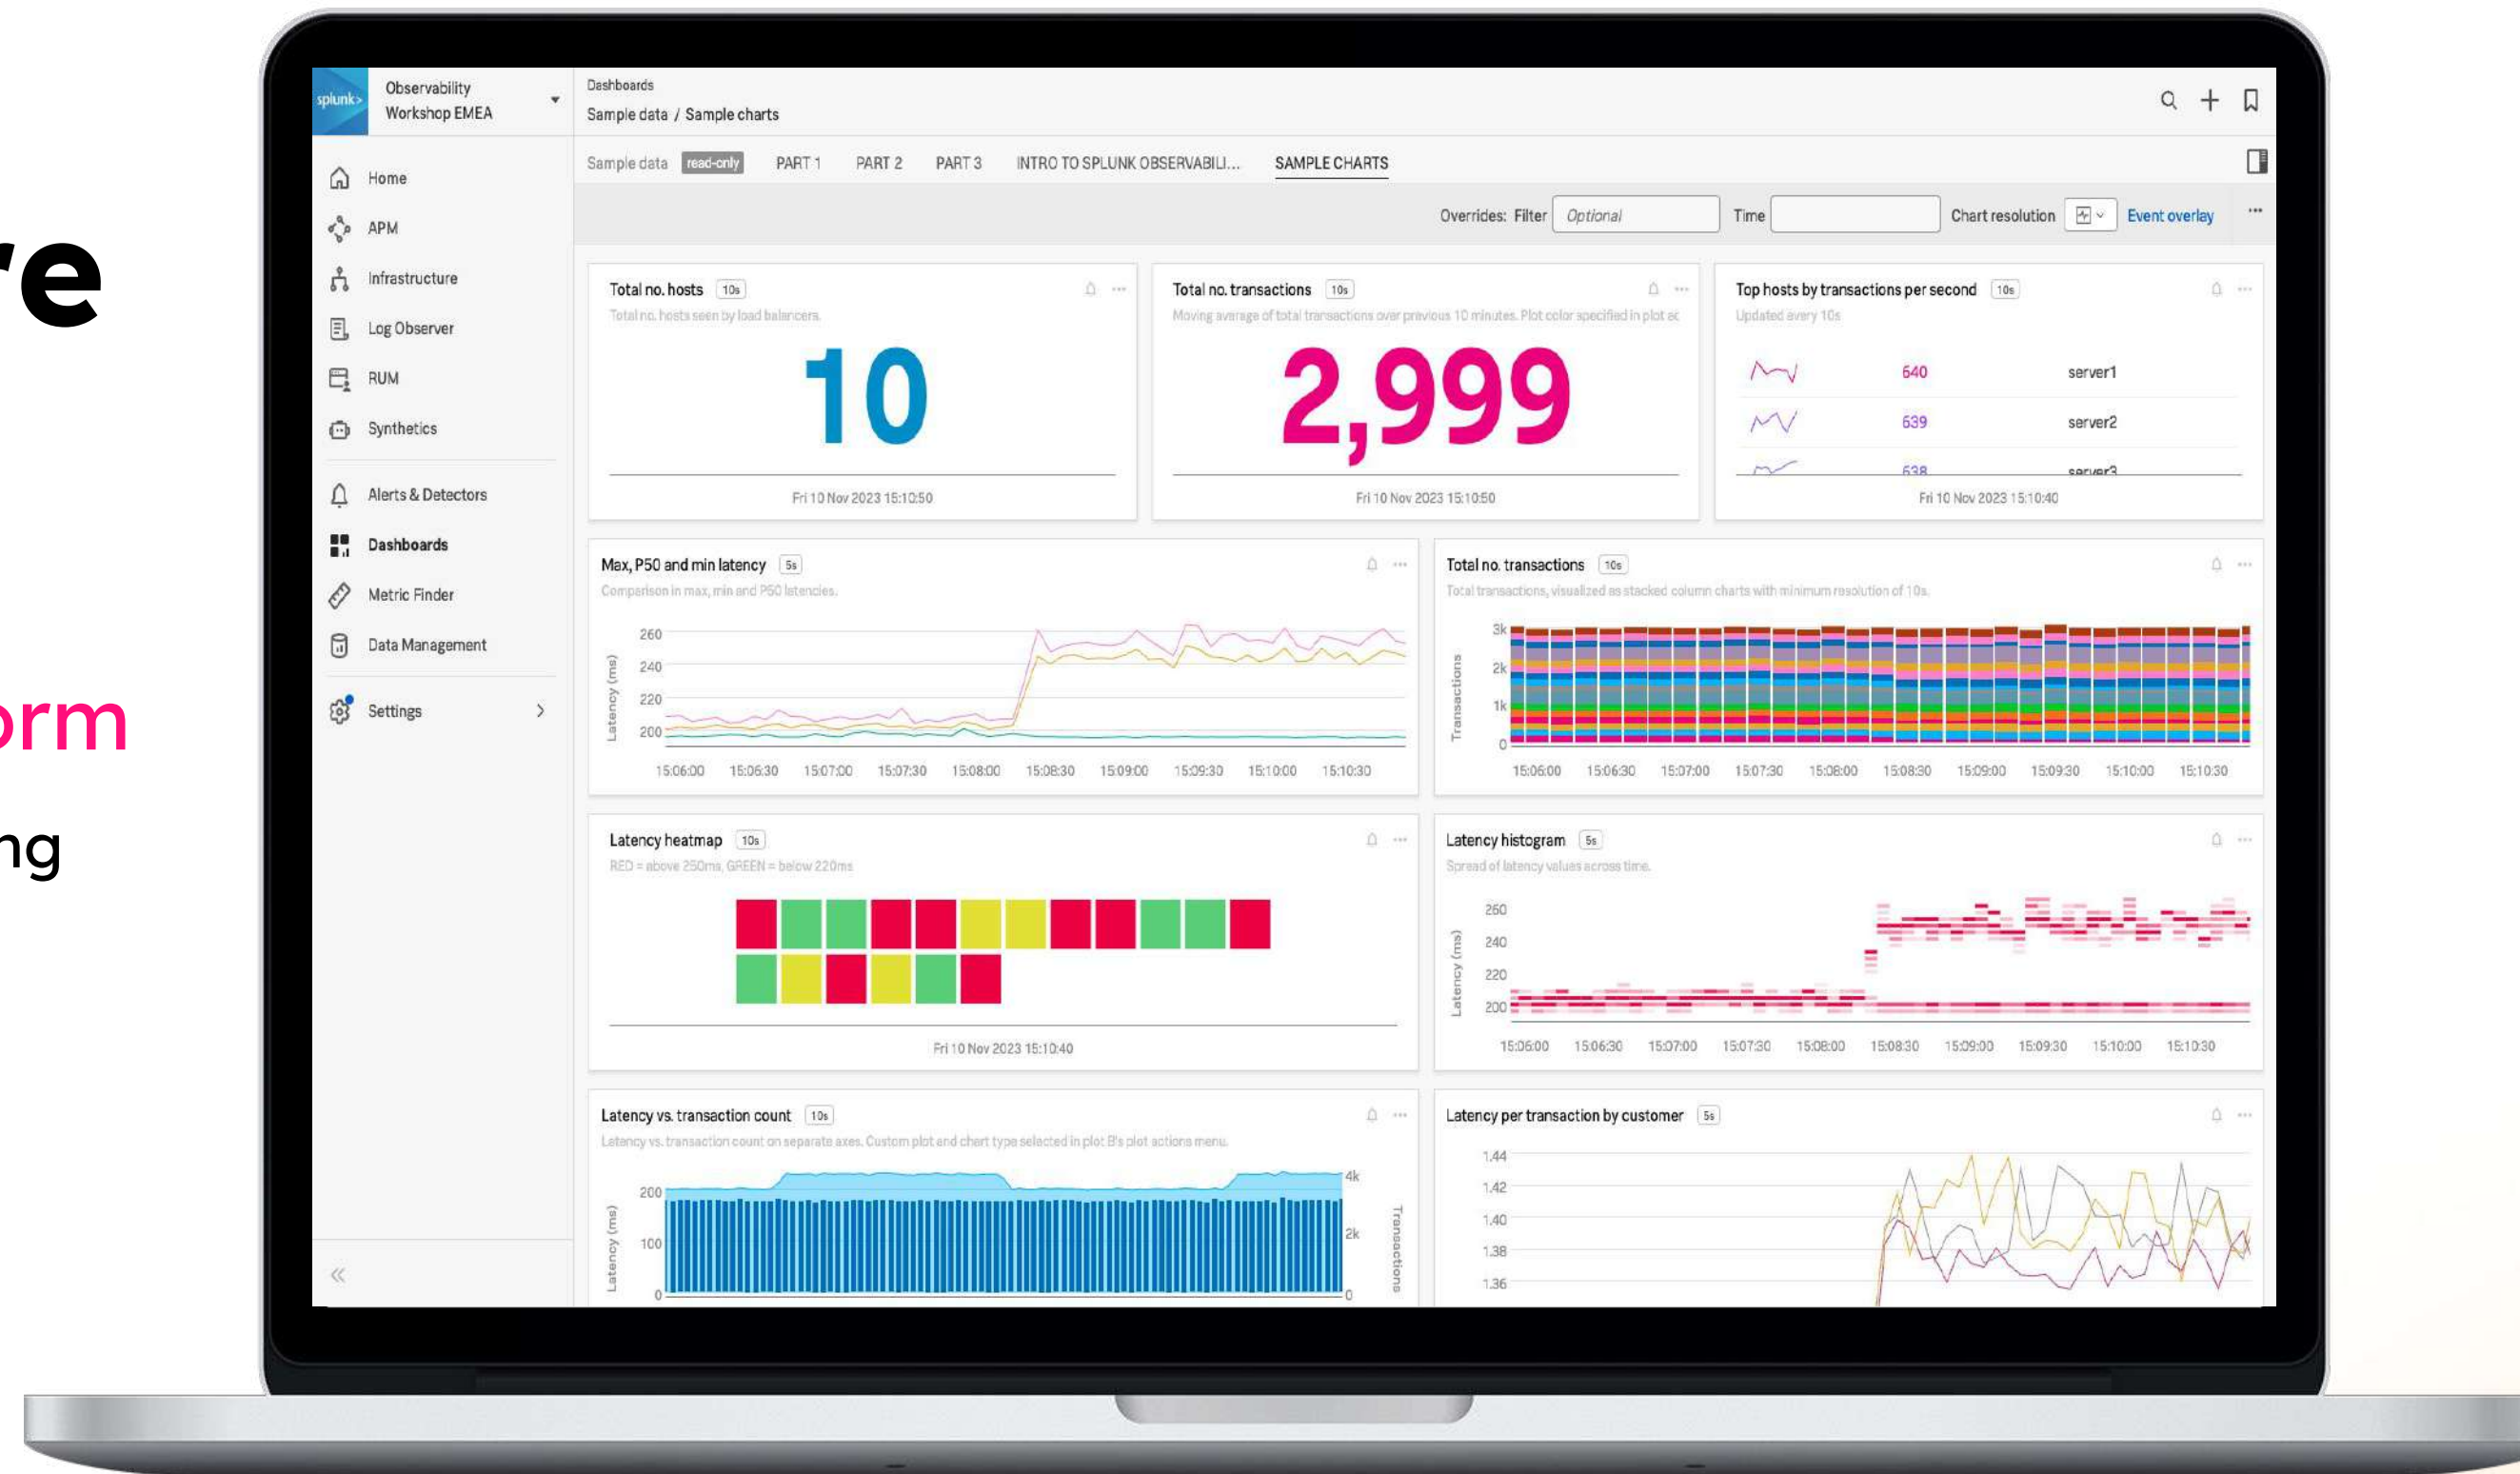 re
orm
ng
splunk>
Observability
Workshop EMEA
Home
APM
Infrastructure
Log Observer
RUM
Synthetics
Alerts & Detectors
Dashboards
Metric Finder
Data Management
Settings
Dashboards
Sample data / Sample charts
Sample data read-only PART 1 PART 2 PART 3 INTRO TO SPLUNK OBSERVABILI... SAMPLE CHARTS
Overrides: Filter Optional Time Chart resolution Event overlay
Total no. hosts 10s
Total no. hosts seen by load balancers.
10
Fri 10 Nov 2023 15:10:50
Total no. transactions 10s
Moving average of total transactions over previous 10 minutes. Plot color specified in plot ac
2,999
Fri 10 Nov 2023 15:10:50
Top hosts by transactions per second 10s
Updated every 10s
640 server1
639 server2
638 server3
Fri 10 Nov 2023 15:10:40
Max, P50 and min latency 5s
Comparison in max, min and P50 latencies.
Latency (ms)
260
240
220
200
15:06:00 15:06:30 15:07:00 15:07:30 15:08:00 15:08:30 15:09:00 15:09:30 15:10:00 15:10:30
Total no. transactions 10s
Total transactions, visualized as stacked column charts with minimum resolution of 10s.
Transactions
3k
2k
1k
0
15:06:00 15:06:30 15:07:00 15:07:30 15:08:00 15:08:30 15:09:00 15:09:30 15:10:00 15:10:30
Latency heatmap 10s
RED = above 250ms, GREEN = below 220ms
Fri 10 Nov 2023 15:10:40
Latency histogram 5s
Spread of latency values across time.
Latency (ms)
260
240
220
200
15:06:00 15:06:30 15:07:00 15:07:30 15:08:00 15:08:30 15:09:00 15:09:30 15:10:00 15:10:30
Latency vs. transaction count 10s
Latency vs. transaction count on separate axes. Custom plot and chart type selected in plot B's plot actions menu.
Latency (ms)
200
100
0
4k
2k
0
Transactions
Latency per transaction by customer 5s
1.44
1.42
1.40
1.38
1.36